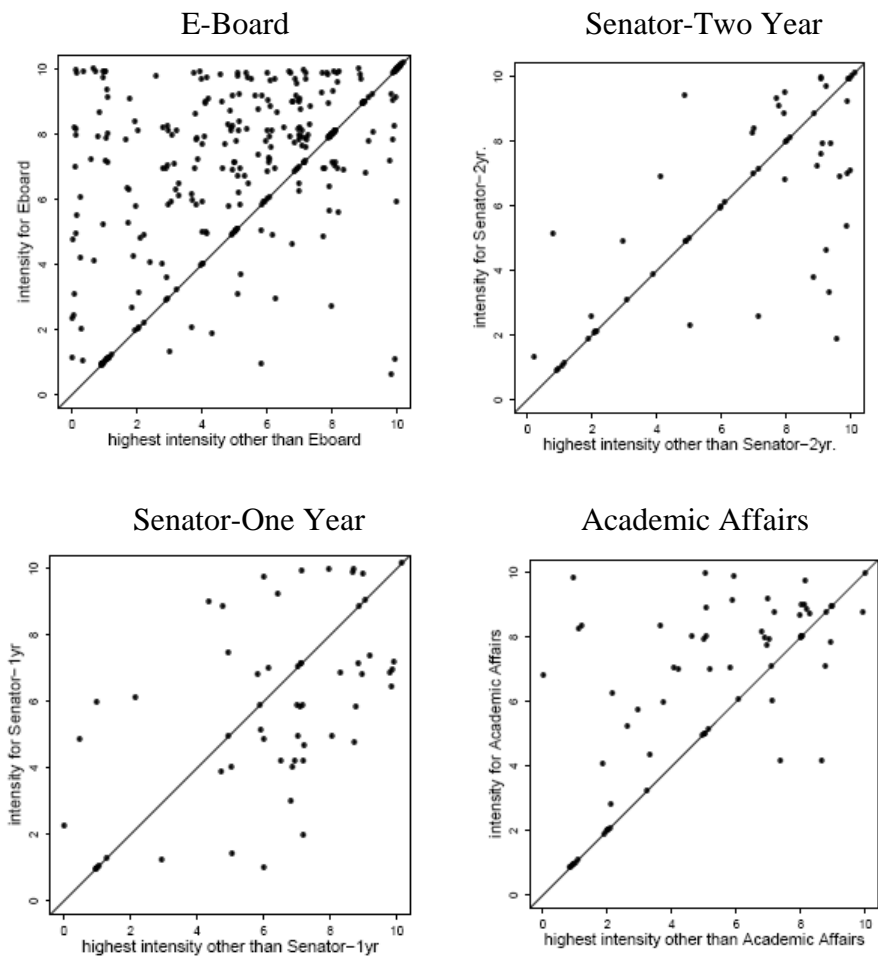 E-Board
Senator-Two Year
intensity for Eboard
0 2 4 6 8 10
0 2 4 6 8 10
highest intensity other than Eboard
intensity for Senator-2yr.
0 2 4 6 8 10
0 2 4 6 8 10
highest intensity other than Senator-2yr.
Senator-One Year
Academic Affairs
intensity for Senator-1yr
0 2 4 6 8 10
0 2 4 6 8 10
highest intensity other than Senator-1yr
intensity for Academic Affairs
0 2 4 6 8 10
0 2 4 6 8 10
highest intensity other than Academic Affairs